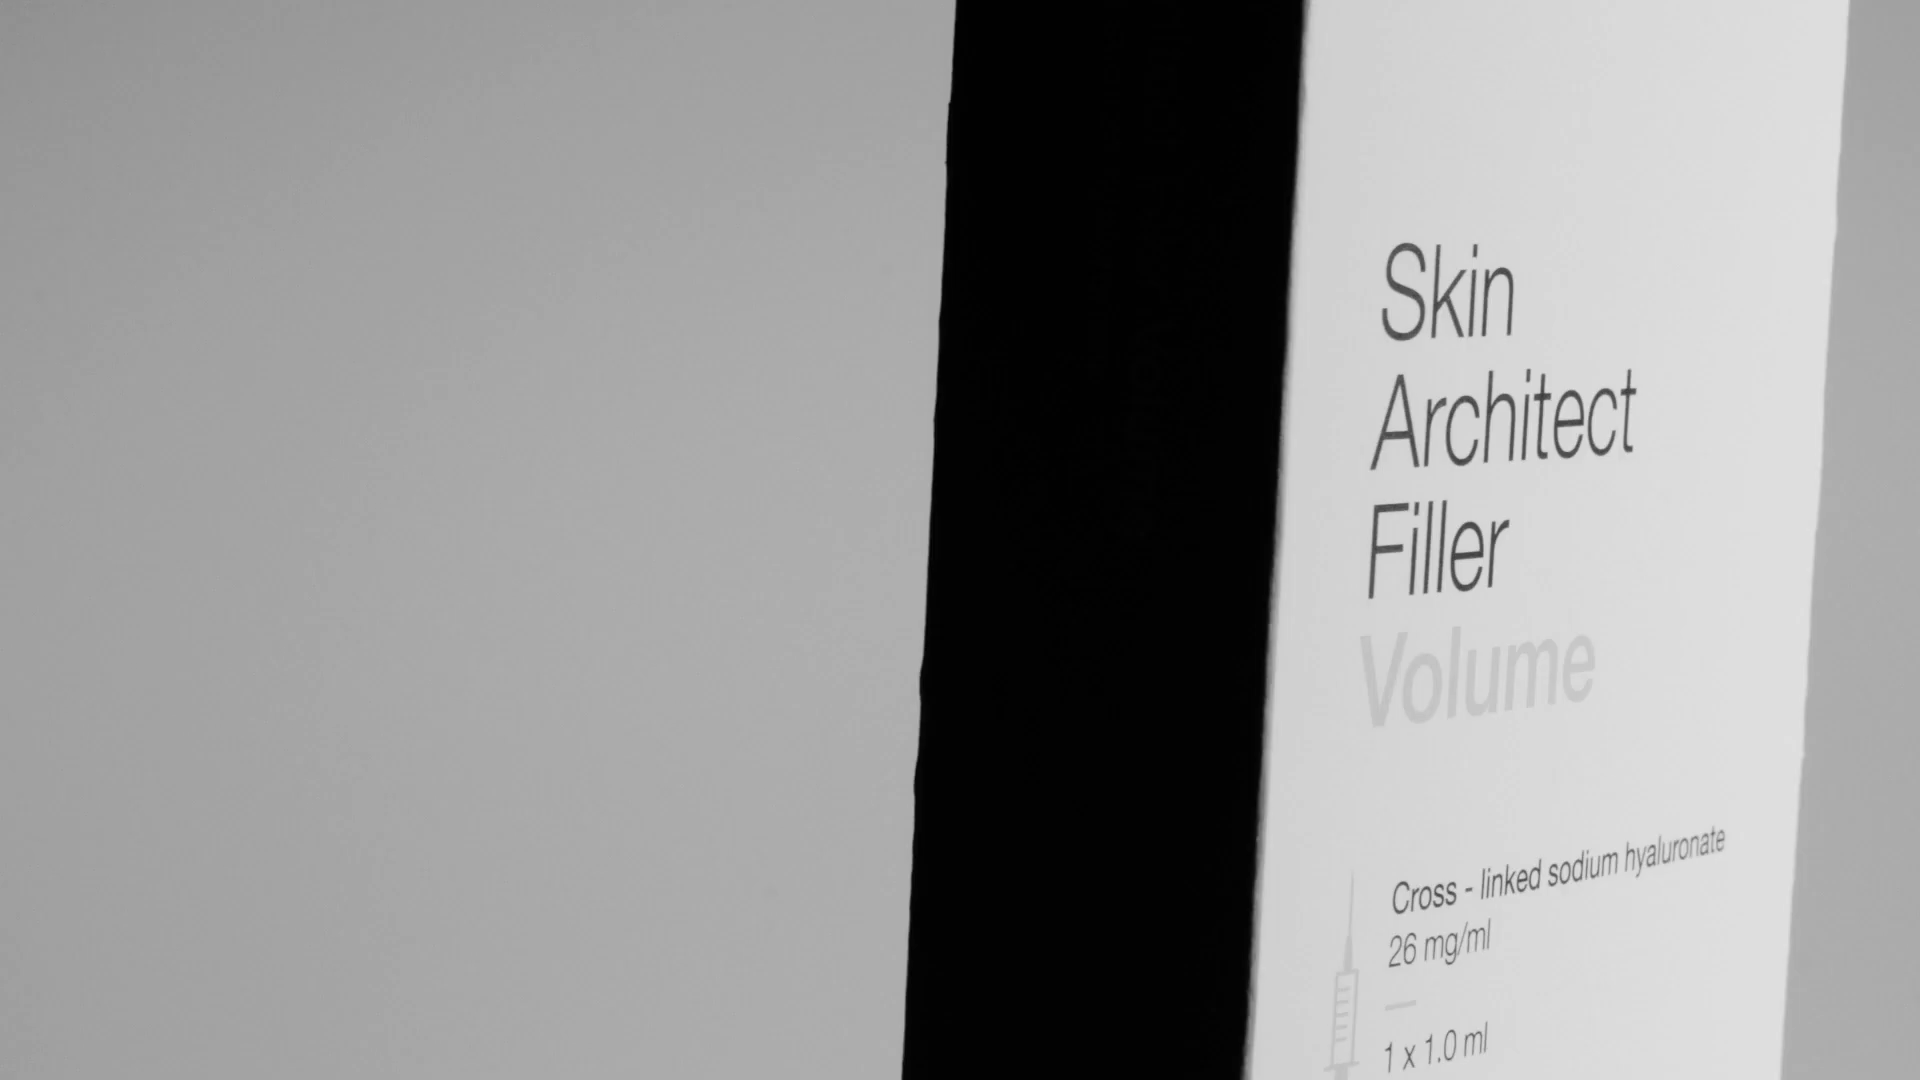 Skin
Architect
Filler
Volume
Cross - linked sodium hyaluronate
26 mg/ml
1 x 1.0 ml